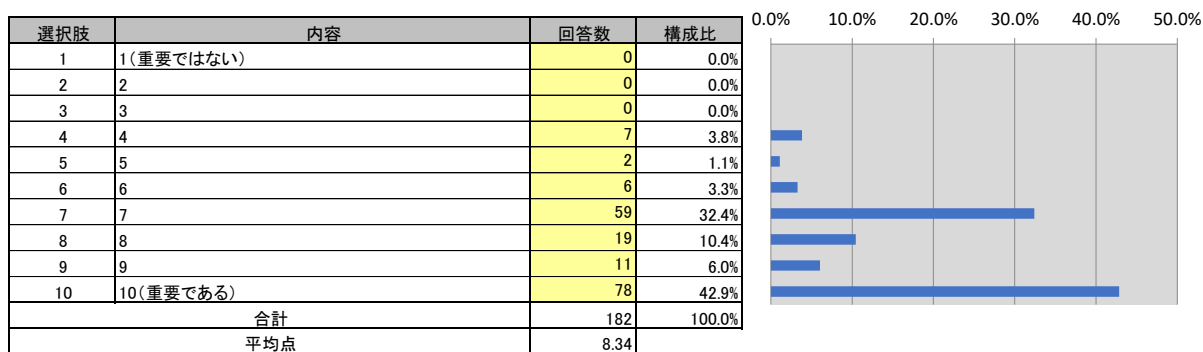 0.0% 10.0% 20.0% 30.0% 40.0% 50.0%
選択肢 内容 回答数 構成比
1 1(重要ではない) 0 0.0%
2 2 0 0.0%
3 3 0 0.0%
4 4 7 3.8%
5 5 2 1.1%
6 6 6 3.3%
7 7 59 32.4%
8 8 19 10.4%
9 9 11 6.0%
10 10(重要である) 78 42.9%
合計 182 100.0%
平均点 8.34